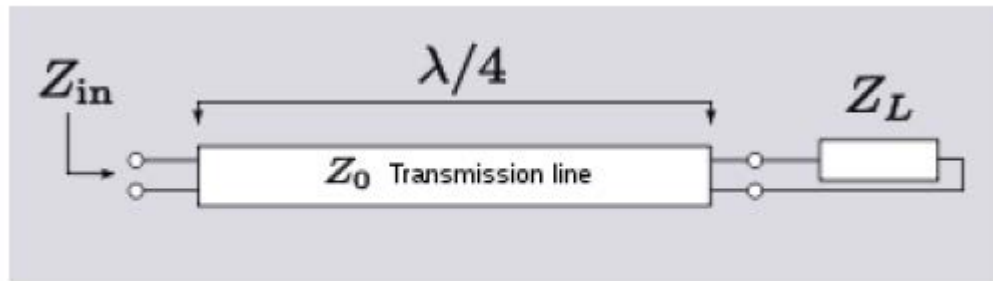 λ/4
Z_in
Z_L
Z_0 Transmission line